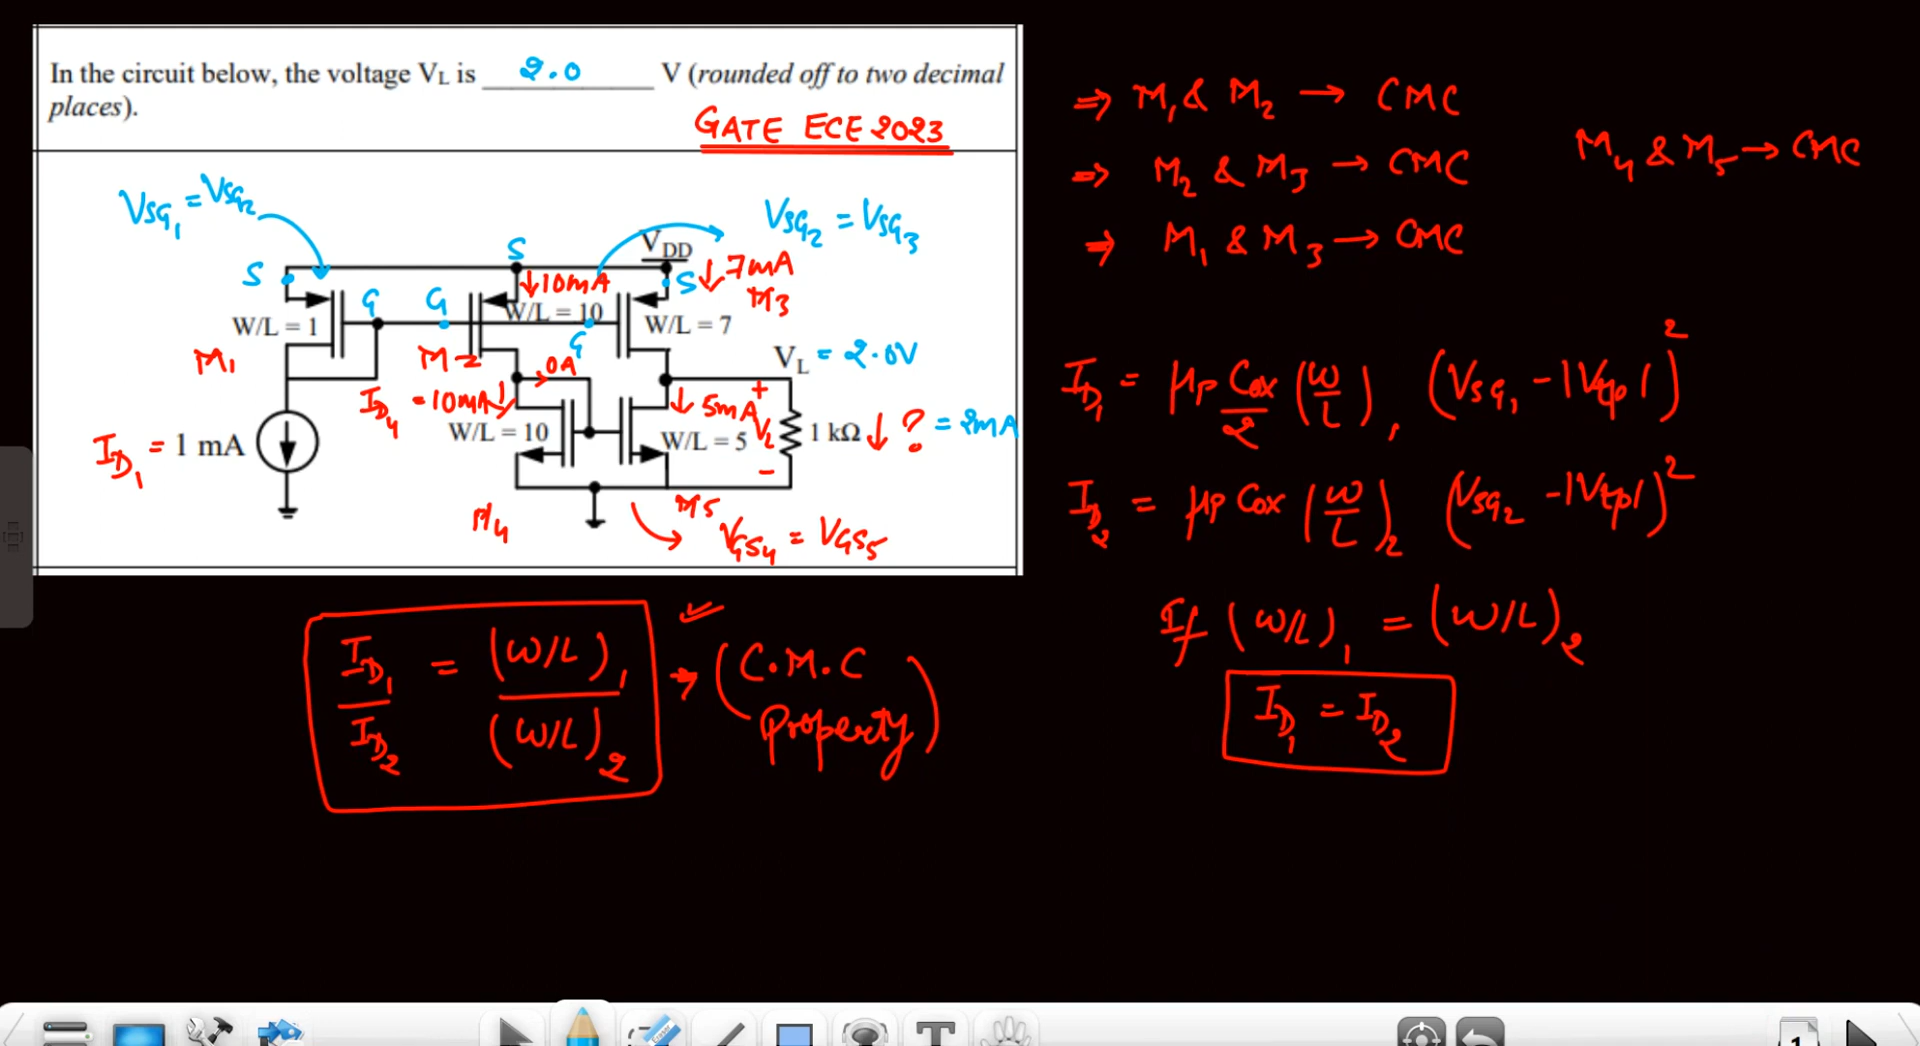 In the circuit below, the voltage VL is 2.0 V (rounded off to two decimal
places).
GATE ECE 2023
VSG1 = VSG2
VSG2 = VSG3
VDD
S
S
S
↓10mA
↓7mA
M3
G
G
G
W/L = 1
W/L = 10
W/L = 7
M1
M2
0A
VL = 2.0V
ID4 = 10mA↓
↓5mA
+
VL
-
W/L = 10
W/L = 5
1 kΩ ↓ ? = 2mA
ID1 = 1 mA
M4
M5
VGS4 = VGS5
ID1/ID2 = (W/L)1/(W/L)2 → (C.M.C Property)
⇒ M1 & M2 → CMC
⇒ M2 & M3 → CMC
M4 & M5 → CMC
⇒ M1 & M3 → CMC
ID1 = μp Cox/2 (W/L)1 (VSG1 - |Vtp|)²
ID2 = μp Cox (W/L)2 (VSG2 - |Vtp|)²
If (W/L)1 = (W/L)2
ID1 = ID2
T
1